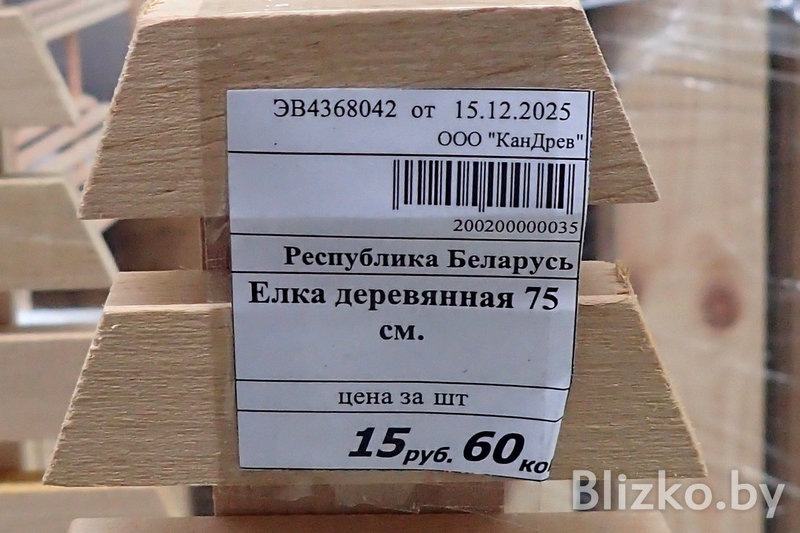 ЭВ4368042 от 15.12.2025
ООО "КанДрев"
200200000035
Республика Беларусь
Елка деревянная 75
см.
цена за шт
15руб. 60ко
Blizko.by